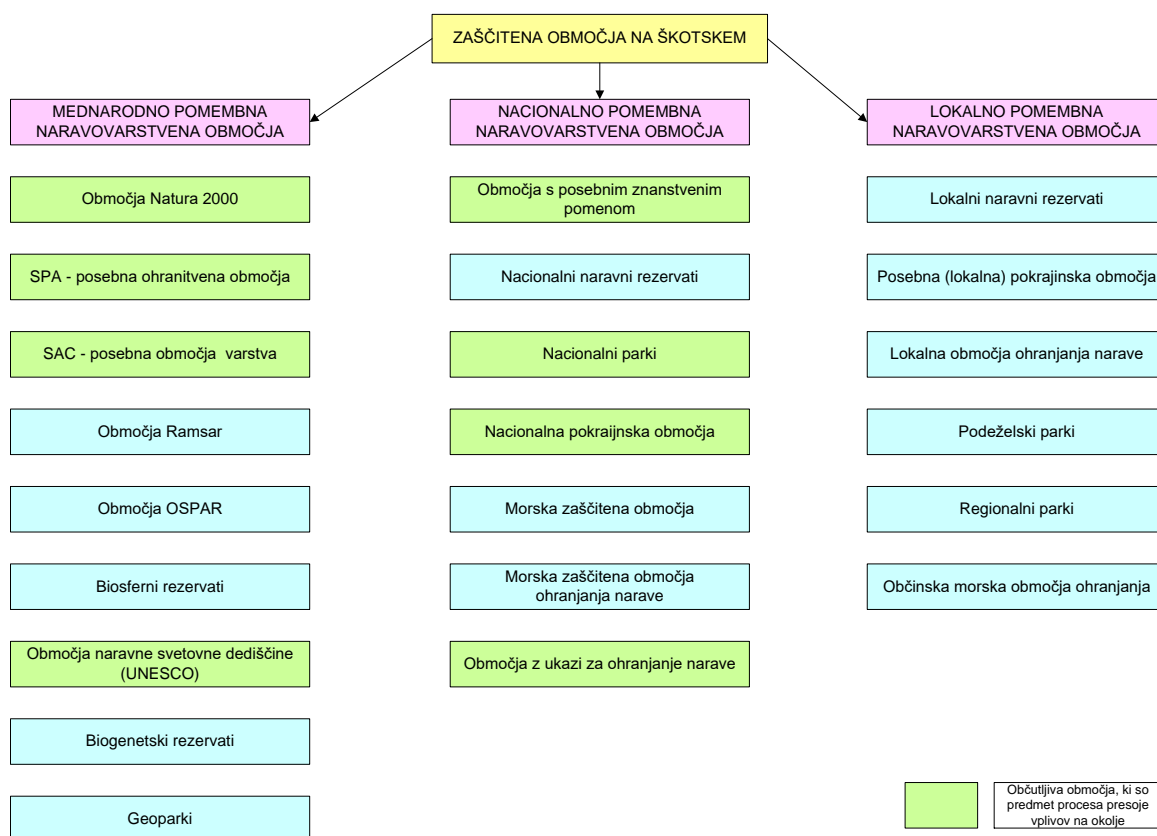 ZAŠČITENA OBMOČJA NA ŠKOTSKEM
MEDNARODNO POMEMBNA
NARAVOVARSTVENA OBMOČJA
Območja Natura 2000
SPA - posebna ohranitvena območja
SAC - posebna območja varstva
Območja Ramsar
Območja OSPAR
Biosferni rezervati
Območja naravne svetovne dediščine
(UNESCO)
Biogenetski rezervati
Geoparki
NACIONALNO POMEMBNA
NARAVOVARSTVENA OBMOČJA
Območja s posebnim znanstvenim
pomenom
Nacionalni naravni rezervati
Nacionalni parki
Nacionalna pokraijnska območja
Morska zaščitena območja
Morska zaščitena območja
ohranjanja narave
Območja z ukazi za ohranjanje narave
LOKALNO POMEMBNA
NARAVOVARSTVENA OBMOČJA
Lokalni naravni rezervati
Posebna (lokalna) pokrajinska območja
Lokalna območja ohranjanja narave
Podeželski parki
Regionalni parki
Občinska morska območja ohranjanja
Občutljiva območja, ki so
predmet procesa presoje
vplivov na okolje